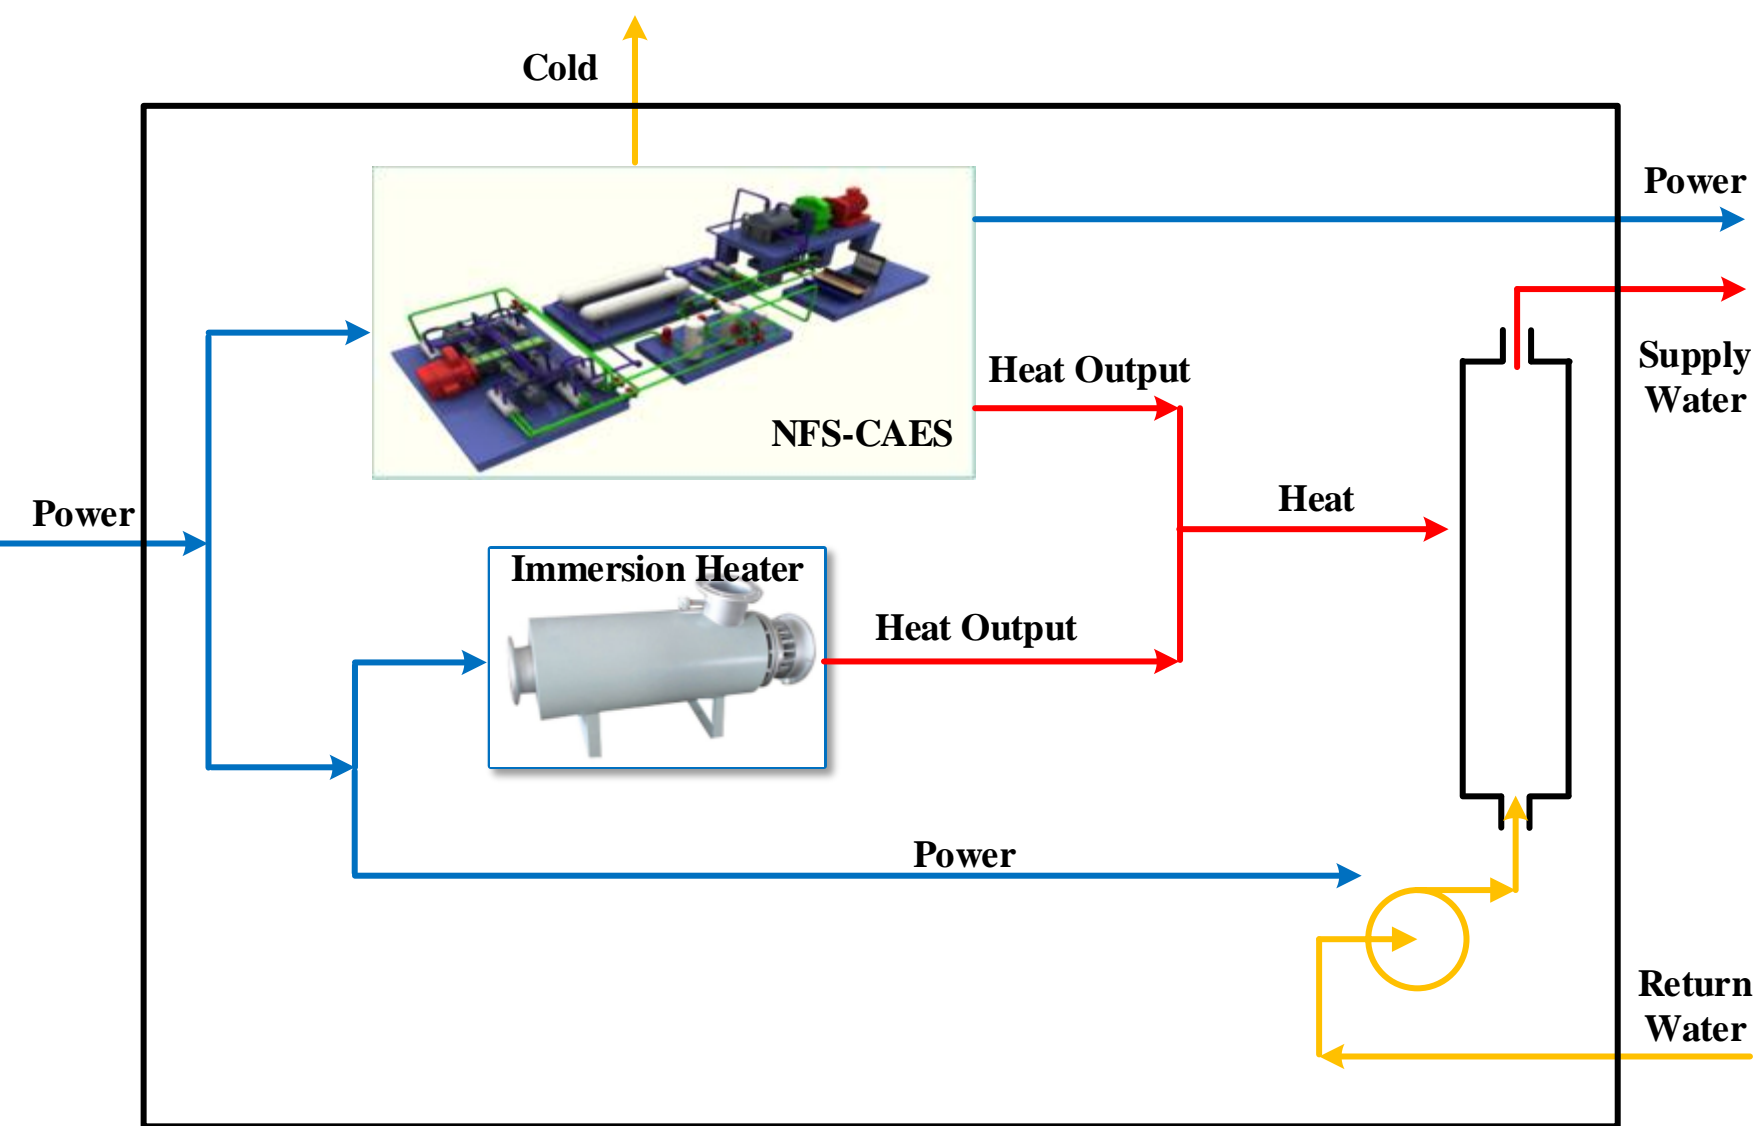 Cold
Power
Heat Output
NFS-CAES
Supply
Water
Heat
Power
Immersion Heater
Heat Output
Power
Return
Water